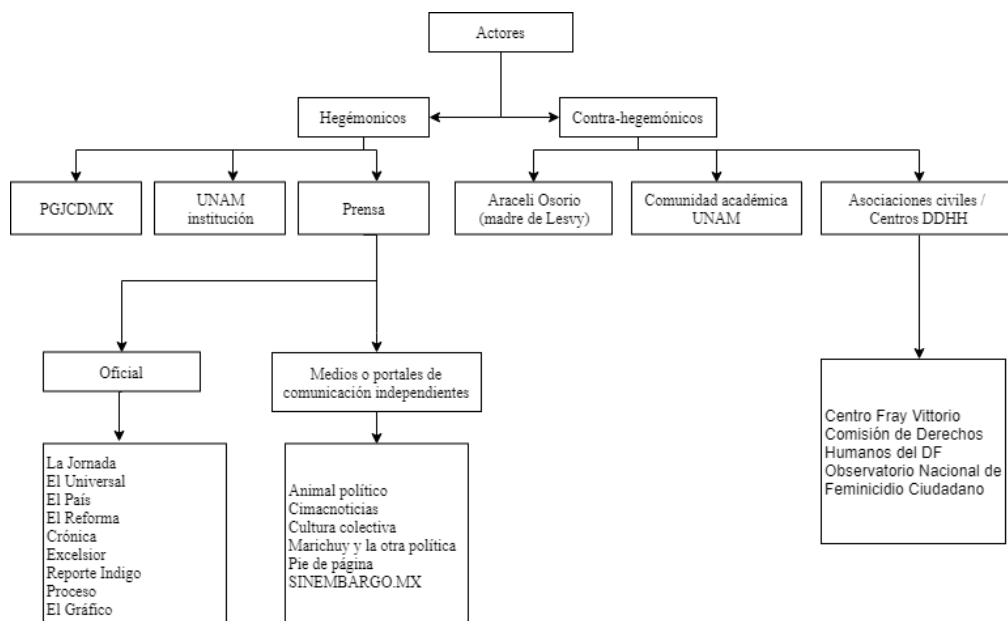 Actores
Hegémonicos
Contra-hegemónicos
PGJCDMX
UNAM
institución
Prensa
Araceli Osorio
(madre de Lesvy)
Comunidad académica
UNAM
Asociaciones civiles /
Centros DDHH
Oficial
Medios o portales de
comunicación independientes
La Jornada
El Universal
El País
El Reforma
Crónica
Excelsior
Reporte Indigo
Proceso
El Gráfico
Animal político
Cimacnoticias
Cultura colectiva
Marichuy y la otra política
Pie de página
SINEMBARGO.MX
Centro Fray Vittorio
Comisión de Derechos
Humanos del DF
Observatorio Nacional de
Feminicidio Ciudadano